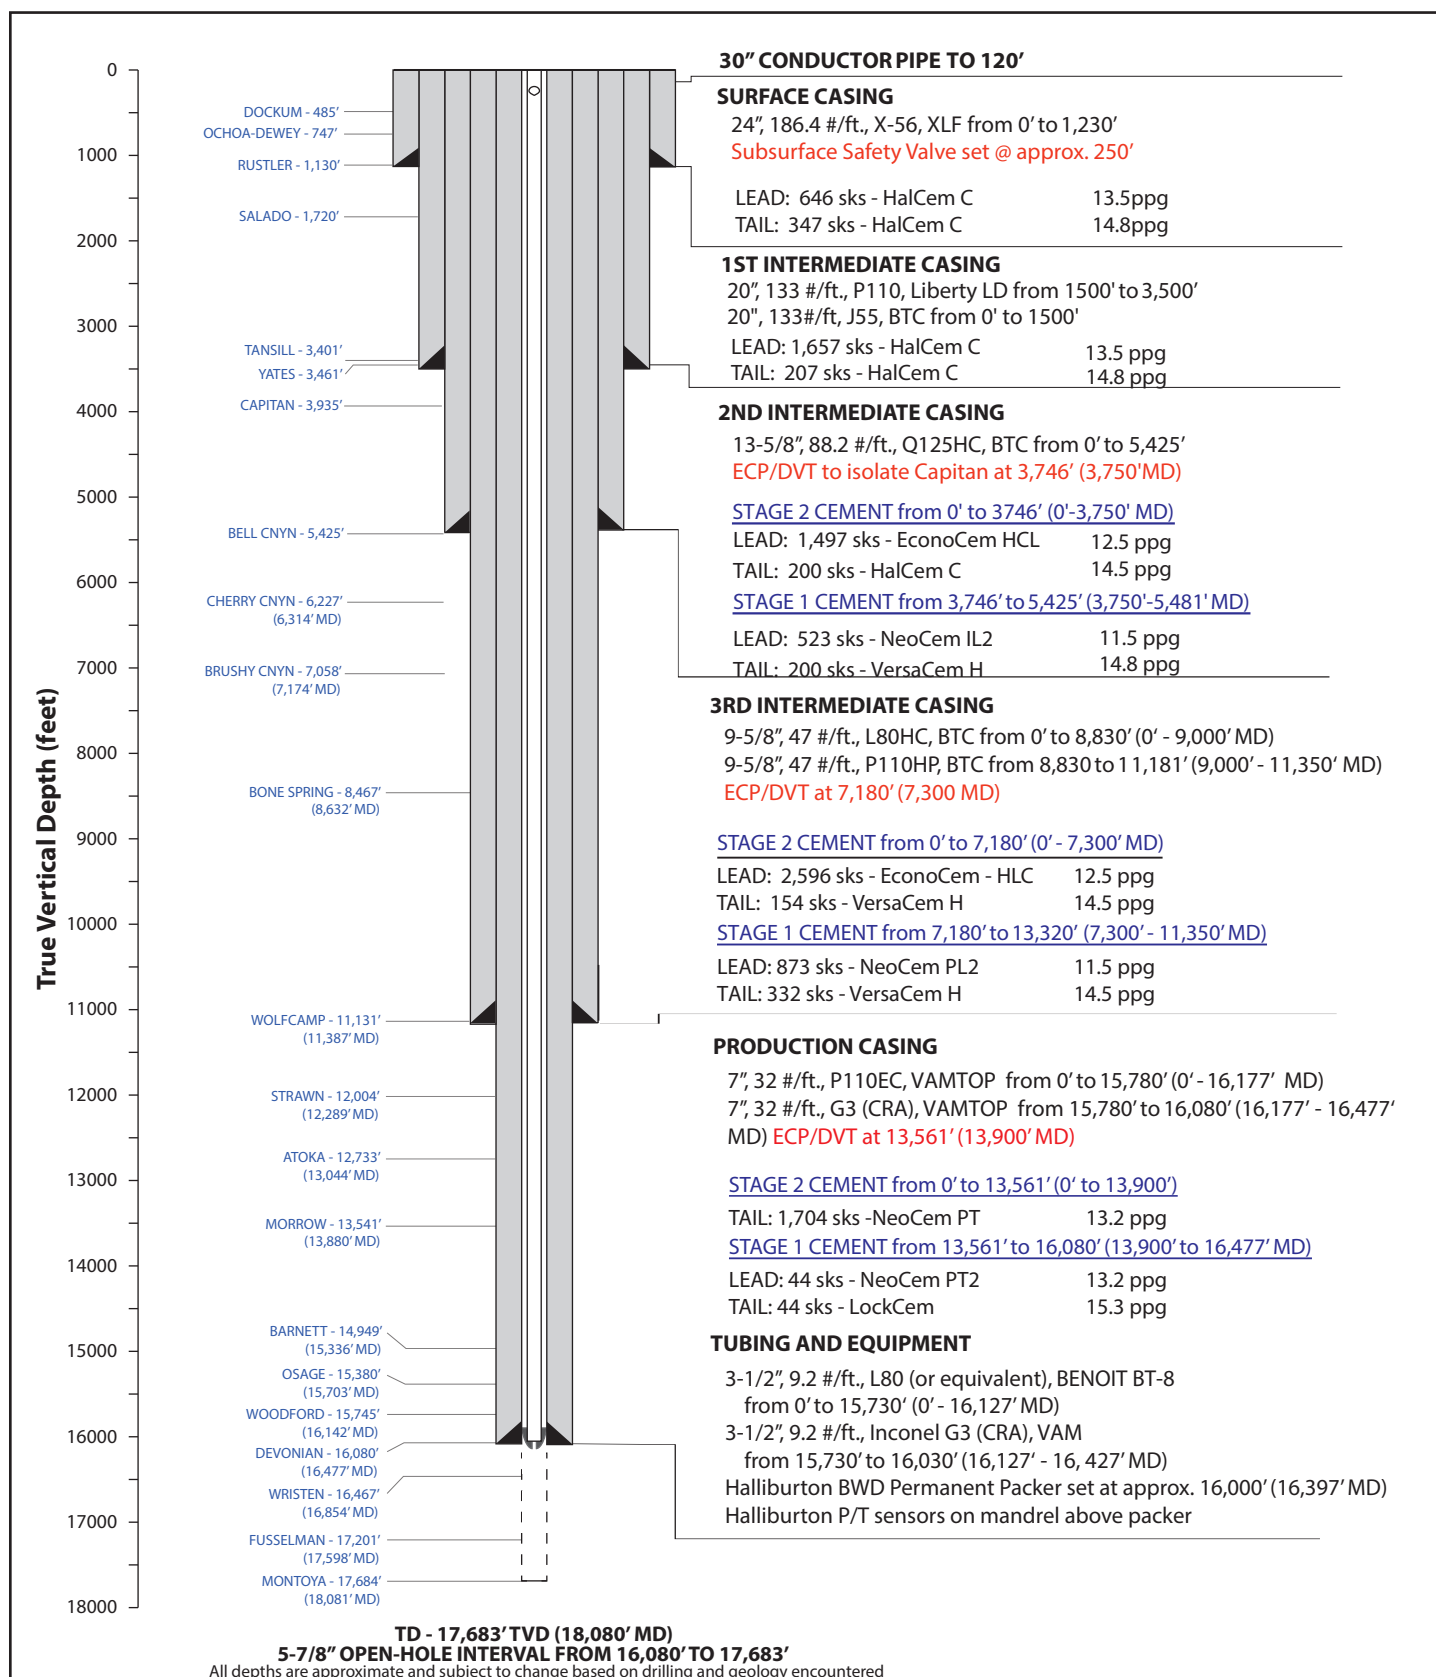 True Vertical Depth (feet)
0
1000
2000
3000
4000
5000
6000
7000
8000
9000
10000
11000
12000
13000
14000
15000
16000
17000
18000
DOCKUM - 485'
OCHOA-DEWEY - 747'
RUSTLER - 1,130'
SALADO - 1,720'
TANSILL - 3,401'
YATES - 3,461'
CAPITAN - 3,935'
BELL CNYN - 5,425'
CHERRY CNYN - 6,227'
(6,314' MD)
BRUSHY CNYN - 7,058'
(7,174' MD)
BONE SPRING - 8,467'
(8,632' MD)
WOLFCAMP - 11,131'
(11,387' MD)
STRAWN - 12,004'
(12,289' MD)
ATOKA - 12,733'
(13,044' MD)
MORROW - 13,541'
(13,880' MD)
BARNETT - 14,949'
(15,336' MD)
OSAGE - 15,380'
(15,703' MD)
WOODFORD - 15,745'
(16,142' MD)
DEVONIAN - 16,080'
(16,477' MD)
WRISTEN - 16,467'
(16,854' MD)
FUSSELMAN - 17,201'
(17,598' MD)
MONTOYA - 17,684'
(18,081' MD)
30" CONDUCTOR PIPE TO 120'
SURFACE CASING
24", 186.4 #/ft., X-56, XLF from 0' to 1,230'
Subsurface Safety Valve set @ approx. 250'
LEAD: 646 sks - HalCem C 13.5ppg
TAIL: 347 sks - HalCem C 14.8ppg
1ST INTERMEDIATE CASING
20", 133 #/ft., P110, Liberty LD from 1500' to 3,500'
20", 133#/ft, J55, BTC from 0' to 1500'
LEAD: 1,657 sks - HalCem C 13.5 ppg
TAIL: 207 sks - HalCem C 14.8 ppg
2ND INTERMEDIATE CASING
13-5/8", 88.2 #/ft., Q125HC, BTC from 0' to 5,425'
ECP/DVT to isolate Capitan at 3,746' (3,750'MD)
STAGE 2 CEMENT from 0' to 3746' (0'-3,750' MD)
LEAD: 1,497 sks - EconoCem HCL 12.5 ppg
TAIL: 200 sks - HalCem C 14.5 ppg
STAGE 1 CEMENT from 3,746' to 5,425' (3,750'-5,481' MD)
LEAD: 523 sks - NeoCem IL2 11.5 ppg
TAIL: 200 sks - VersaCem H 14.8 ppg
3RD INTERMEDIATE CASING
9-5/8", 47 #/ft., L80HC, BTC from 0' to 8,830' (0' - 9,000' MD)
9-5/8", 47 #/ft., P110HP, BTC from 8,830 to 11,181' (9,000' - 11,350' MD)
ECP/DVT at 7,180' (7,300 MD)
STAGE 2 CEMENT from 0' to 7,180' (0' - 7,300' MD)
LEAD: 2,596 sks - EconoCem - HLC 12.5 ppg
TAIL: 154 sks - VersaCem H 14.5 ppg
STAGE 1 CEMENT from 7,180' to 13,320' (7,300' - 11,350' MD)
LEAD: 873 sks - NeoCem PL2 11.5 ppg
TAIL: 332 sks - VersaCem H 14.5 ppg
PRODUCTION CASING
7", 32 #/ft., P110EC, VAMTOP from 0' to 15,780' (0' - 16,177' MD)
7", 32 #/ft., G3 (CRA), VAMTOP from 15,780' to 16,080' (16,177' - 16,477'
MD) ECP/DVT at 13,561' (13,900' MD)
STAGE 2 CEMENT from 0' to 13,561' (0' to 13,900')
TAIL: 1,704 sks -NeoCem PT 13.2 ppg
STAGE 1 CEMENT from 13,561' to 16,080' (13,900' to 16,477' MD)
LEAD: 44 sks - NeoCem PT2 13.2 ppg
TAIL: 44 sks - LockCem 15.3 ppg
TUBING AND EQUIPMENT
3-1/2", 9.2 #/ft., L80 (or equivalent), BENOIT BT-8
from 0' to 15,730' (0' - 16,127' MD)
3-1/2", 9.2 #/ft., Inconel G3 (CRA), VAM
from 15,730' to 16,030' (16,127' - 16, 427' MD)
Halliburton BWD Permanent Packer set at approx. 16,000' (16,397' MD)
Halliburton P/T sensors on mandrel above packer
TD - 17,683' TVD (18,080' MD)
5-7/8" OPEN-HOLE INTERVAL FROM 16,080' TO 17,683'
All depths are approximate and subject to change based on drilling and geology encountered